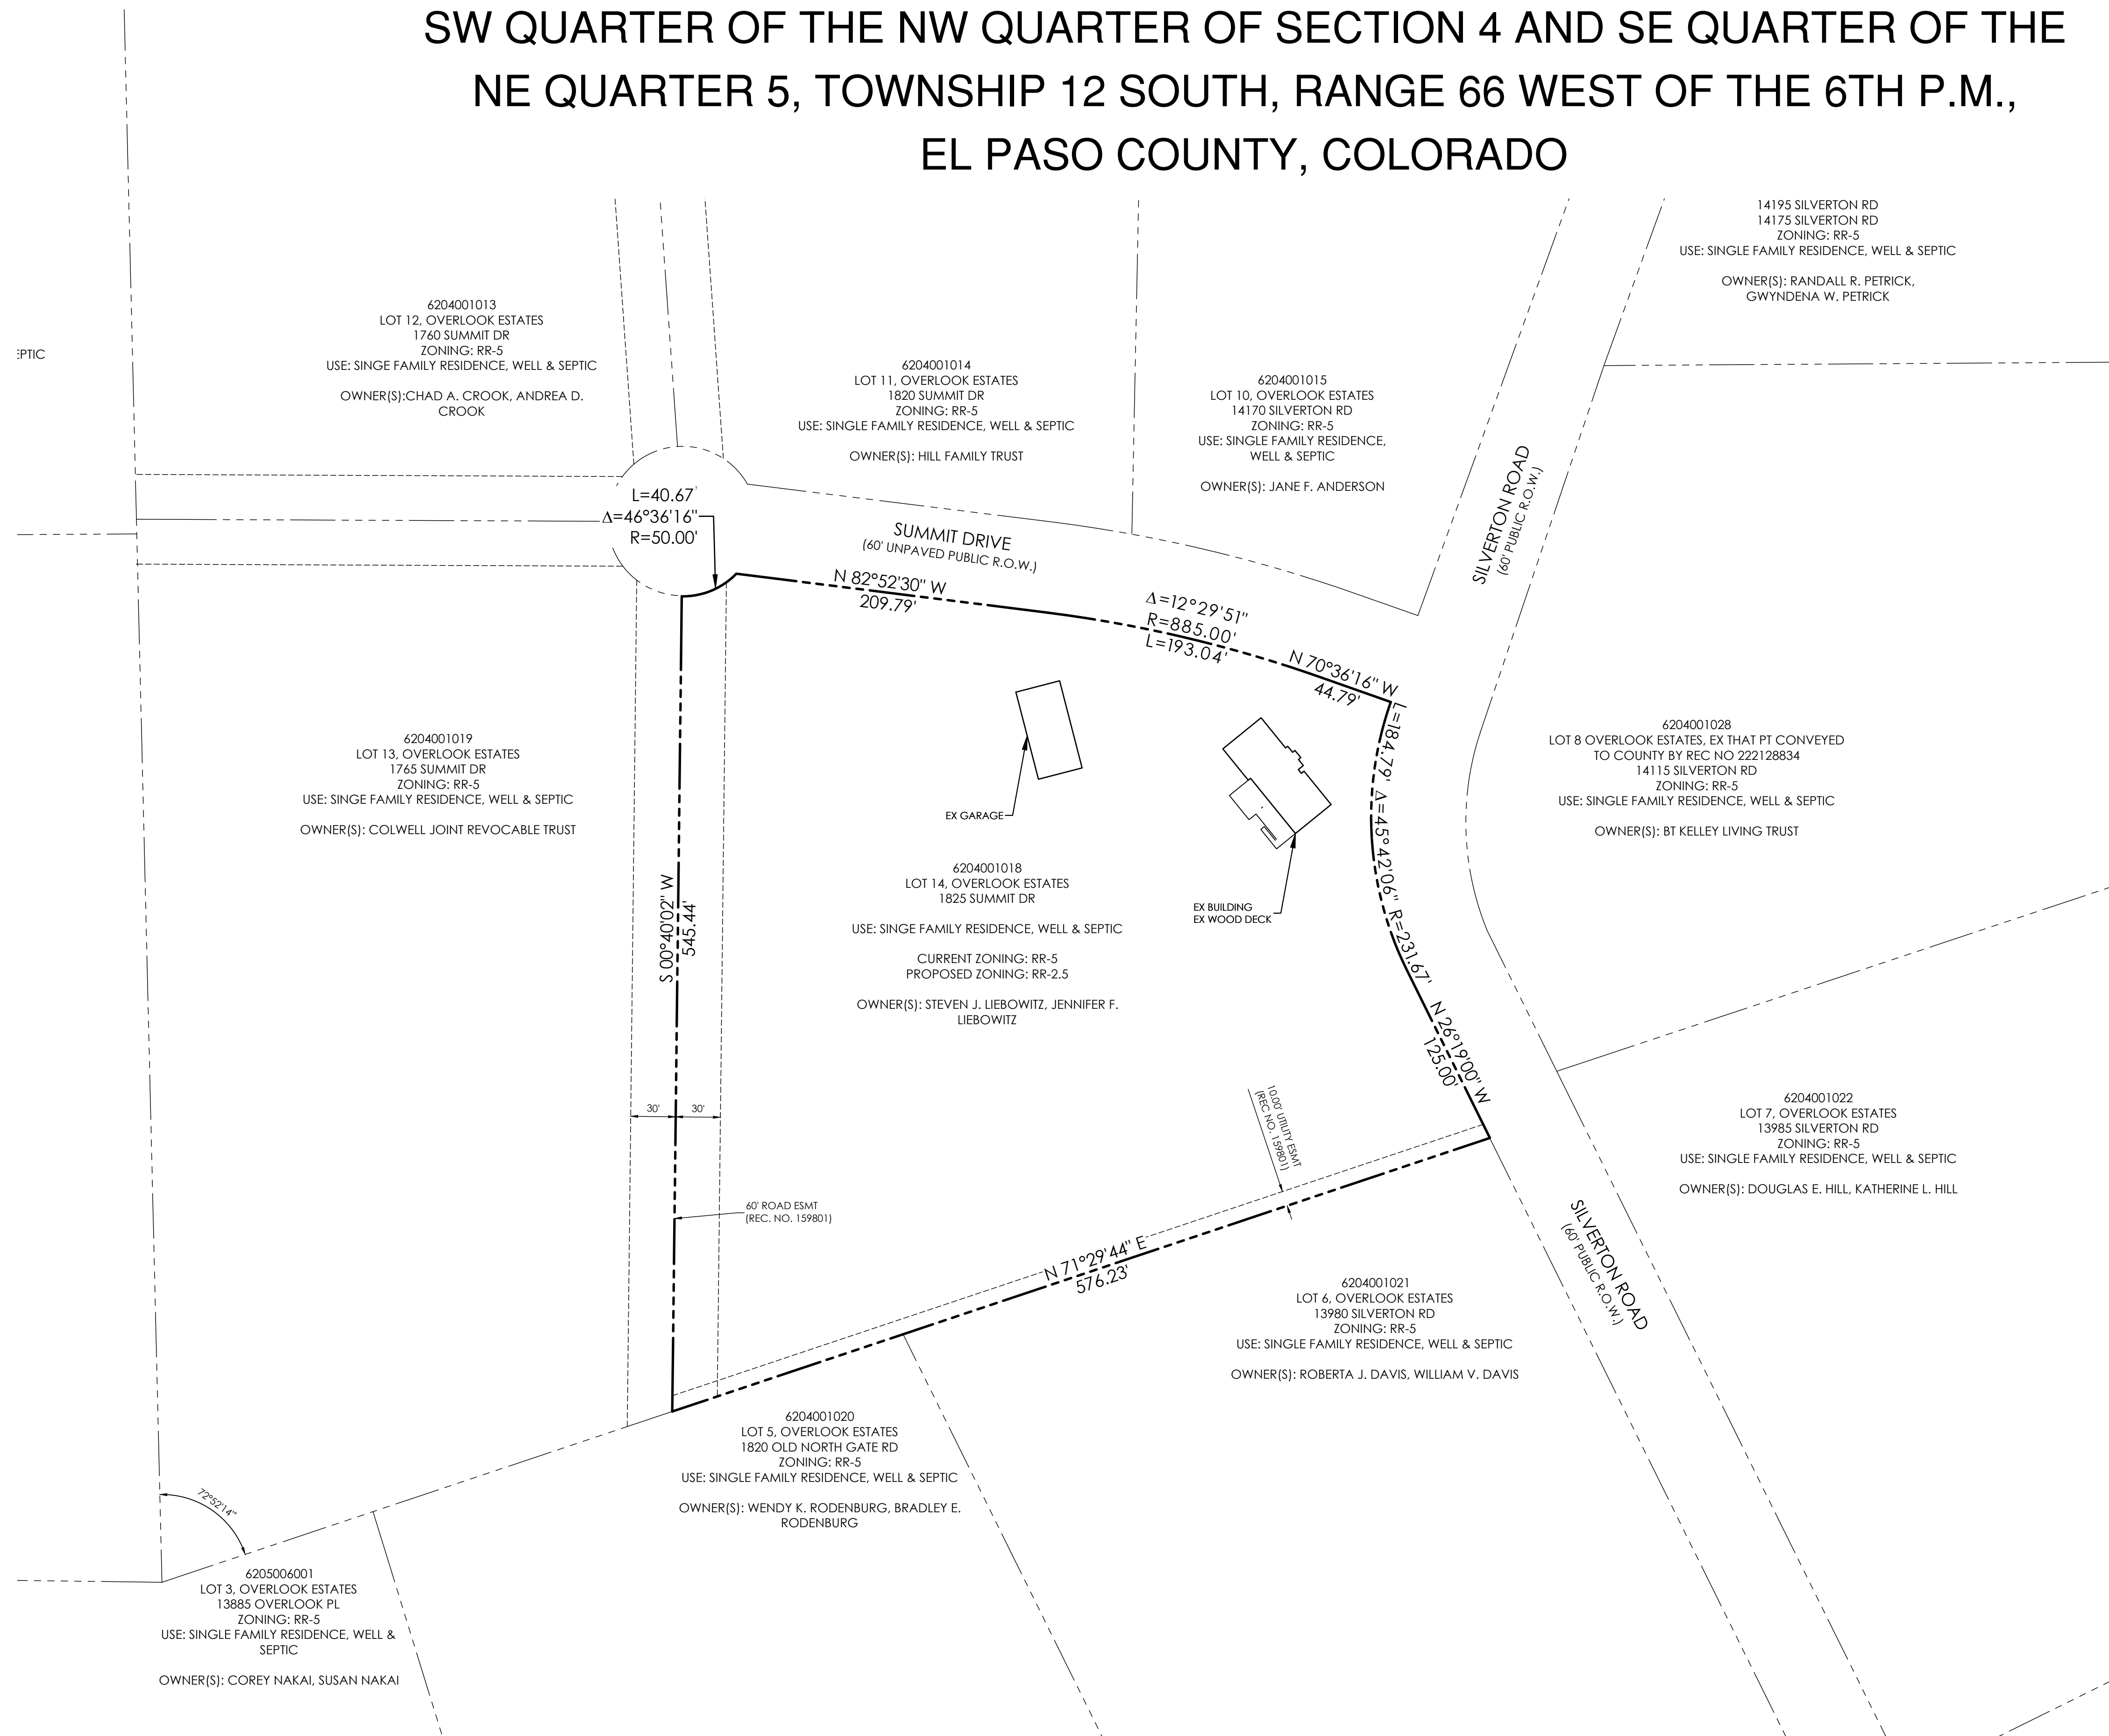 SW QUARTER OF THE NW QUARTER OF SECTION 4 AND SE QUARTER OF THE
NE QUARTER 5, TOWNSHIP 12 SOUTH, RANGE 66 WEST OF THE 6TH P.M.,
EL PASO COUNTY, COLORADO
14195 SILVERTON RD
14175 SILVERTON RD
ZONING: RR-5
USE: SINGLE FAMILY RESIDENCE, WELL & SEPTIC
OWNER(S): RANDALL R. PETRICK,
GWYNDENA W. PETRICK
6204001013
LOT 12, OVERLOOK ESTATES
1760 SUMMIT DR
ZONING: RR-5
USE: SINGE FAMILY RESIDENCE, WELL & SEPTIC
OWNER(S):CHAD A. CROOK, ANDREA D.
CROOK
EPTIC
6204001014
LOT 11, OVERLOOK ESTATES
1820 SUMMIT DR
ZONING: RR-5
USE: SINGLE FAMILY RESIDENCE, WELL & SEPTIC
OWNER(S): HILL FAMILY TRUST
6204001015
LOT 10, OVERLOOK ESTATES
14170 SILVERTON RD
ZONING: RR-5
USE: SINGLE FAMILY RESIDENCE,
WELL & SEPTIC
OWNER(S): JANE F. ANDERSON
SILVERTON ROAD
(60' PUBLIC R.O.W.)
L=40.67'
Δ=46°36'16"
R=50.00'
SUMMIT DRIVE
(60' UNPAVED PUBLIC R.O.W.)
N 82°52'30" W
209.79'
Δ=12°29'51"
R=885.00'
L=193.04'
N 70°36'16" W
44.79'
L=184.79' Δ=45°42'06" R=231.67'
N 26°19'00" W
125.00'
6204001019
LOT 13, OVERLOOK ESTATES
1765 SUMMIT DR
ZONING: RR-5
USE: SINGE FAMILY RESIDENCE, WELL & SEPTIC
OWNER(S): COLWELL JOINT REVOCABLE TRUST
6204001028
LOT 8 OVERLOOK ESTATES, EX THAT PT CONVEYED
TO COUNTY BY REC NO 222128834
14115 SILVERTON RD
ZONING: RR-5
USE: SINGLE FAMILY RESIDENCE, WELL & SEPTIC
OWNER(S): BT KELLEY LIVING TRUST
EX GARAGE
S 00°40'02" W
545.44'
6204001018
LOT 14, OVERLOOK ESTATES
1825 SUMMIT DR
USE: SINGE FAMILY RESIDENCE, WELL & SEPTIC
CURRENT ZONING: RR-5
PROPOSED ZONING: RR-2.5
OWNER(S): STEVEN J. LIEBOWITZ, JENNIFER F.
LIEBOWITZ
EX BUILDING
EX WOOD DECK
30'
30'
10.00' UTILITY ESMT
(REC NO. 159801)
6204001022
LOT 7, OVERLOOK ESTATES
13985 SILVERTON RD
ZONING: RR-5
USE: SINGLE FAMILY RESIDENCE, WELL & SEPTIC
OWNER(S): DOUGLAS E. HILL, KATHERINE L. HILL
60' ROAD ESMT
(REC. NO. 159801)
SILVERTON ROAD
(60' PUBLIC R.O.W.)
N 71°29'44" E
576.23'
6204001021
LOT 6, OVERLOOK ESTATES
13980 SILVERTON RD
ZONING: RR-5
USE: SINGLE FAMILY RESIDENCE, WELL & SEPTIC
OWNER(S): ROBERTA J. DAVIS, WILLIAM V. DAVIS
6204001020
LOT 5, OVERLOOK ESTATES
1820 OLD NORTH GATE RD
ZONING: RR-5
USE: SINGLE FAMILY RESIDENCE, WELL & SEPTIC
OWNER(S): WENDY K. RODENBURG, BRADLEY E.
RODENBURG
72°52'14"
6205006001
LOT 3, OVERLOOK ESTATES
13885 OVERLOOK PL
ZONING: RR-5
USE: SINGLE FAMILY RESIDENCE, WELL &
SEPTIC
OWNER(S): COREY NAKAI, SUSAN NAKAI